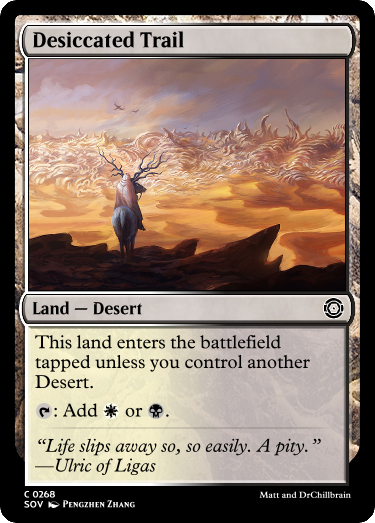 Desiccated Trail
Land — Desert
This land enters the battlefield
tapped unless you control another
Desert.
: Add or .
“Life slips away so, so easily. A pity.”
—Ulric of Ligas
C 0268
SOV Pengzhen Zhang
Matt and DrChillbrain